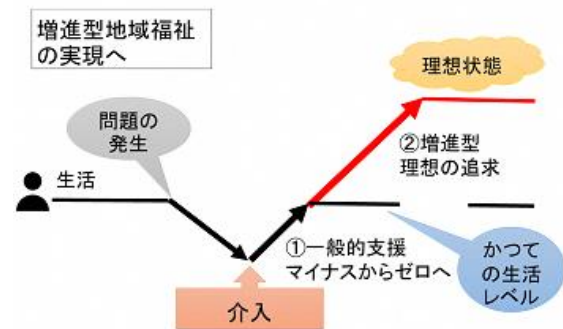 増進型地域福祉
の実現へ
理想状態
問題の
発生
②増進型
理想の追求
生活
①一般的支援
マイナスからゼロへ
かつて
の生活
レベル
介入